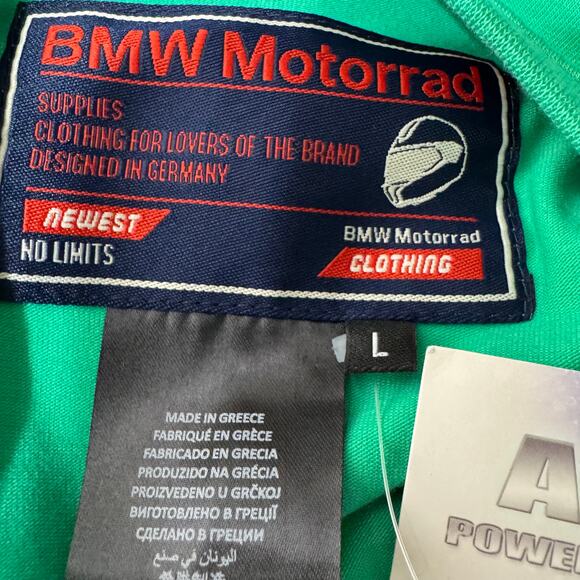 BMW Motorrad
SUPPLIES
CLOTHING FOR LOVERS OF THE BRAND
DESIGNED IN GERMANY
NEWEST
NO LIMITS
BMW Motorrad
CLOTHING
L
MADE IN GREECE
FABRIQUÉ EN GRÈCE
FABRICADO EN GRECIA
PRODUZIDO NA GRÉCIA
PROIZVEDENO U GRČKOJ
ВИГОТОВЛЕНО В ГРЕЦІЇ
СДЕЛАНО В ГРЕЦИИ
اليونان في صنع
A
POWE